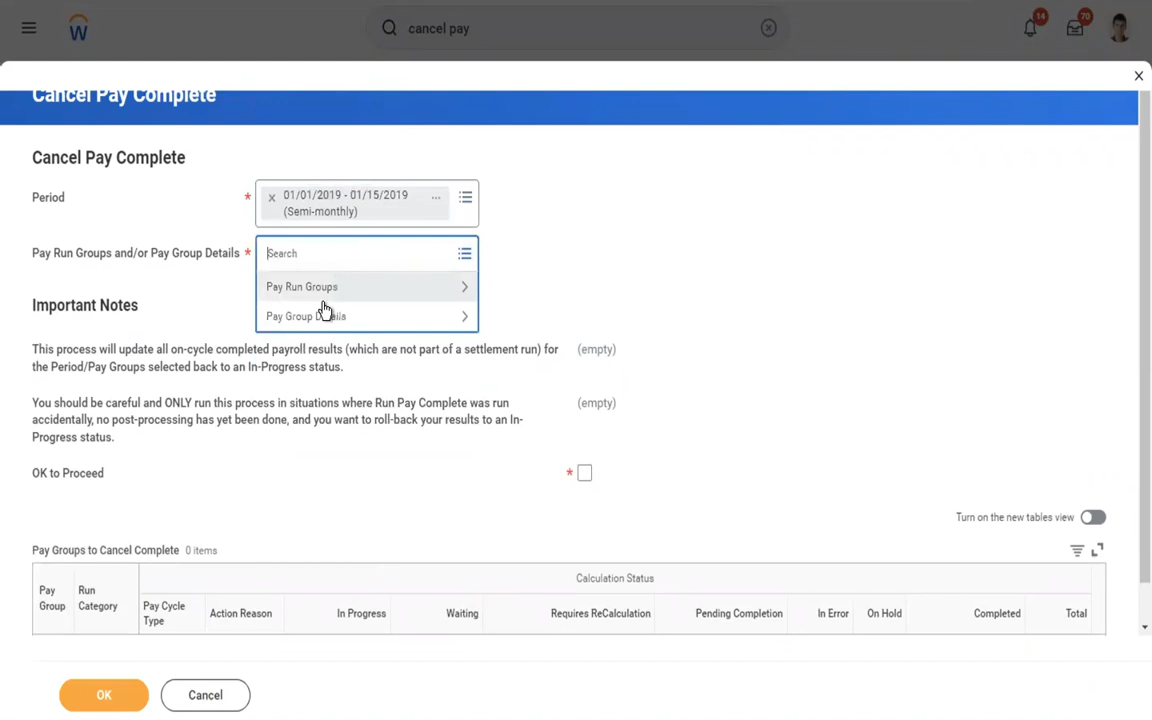 W
cancel pay
14
70
Cancel Pay Complete
Cancel Pay Complete
Period *
01/01/2019 - 01/15/2019
(Semi-monthly)
Pay Run Groups and/or Pay Group Details *
Search
Pay Run Groups
Pay Group Details
Important Notes
This process will update all on-cycle completed payroll results (which are not part of a settlement run) for
the Period/Pay Groups selected back to an In-Progress status.
(empty)
You should be careful and ONLY run this process in situations where Run Pay Complete was run
accidentally, no post-processing has yet been done, and you want to roll-back your results to an In-
Progress status.
(empty)
OK to Proceed *
Turn on the new tables view
Pay Groups to Cancel Complete 0 items
Calculation Status
Pay
Group
Run
Category
Pay Cycle
Type
Action Reason
In Progress
Waiting
Requires ReCalculation
Pending Completion
In Error
On Hold
Completed
Total
OK
Cancel